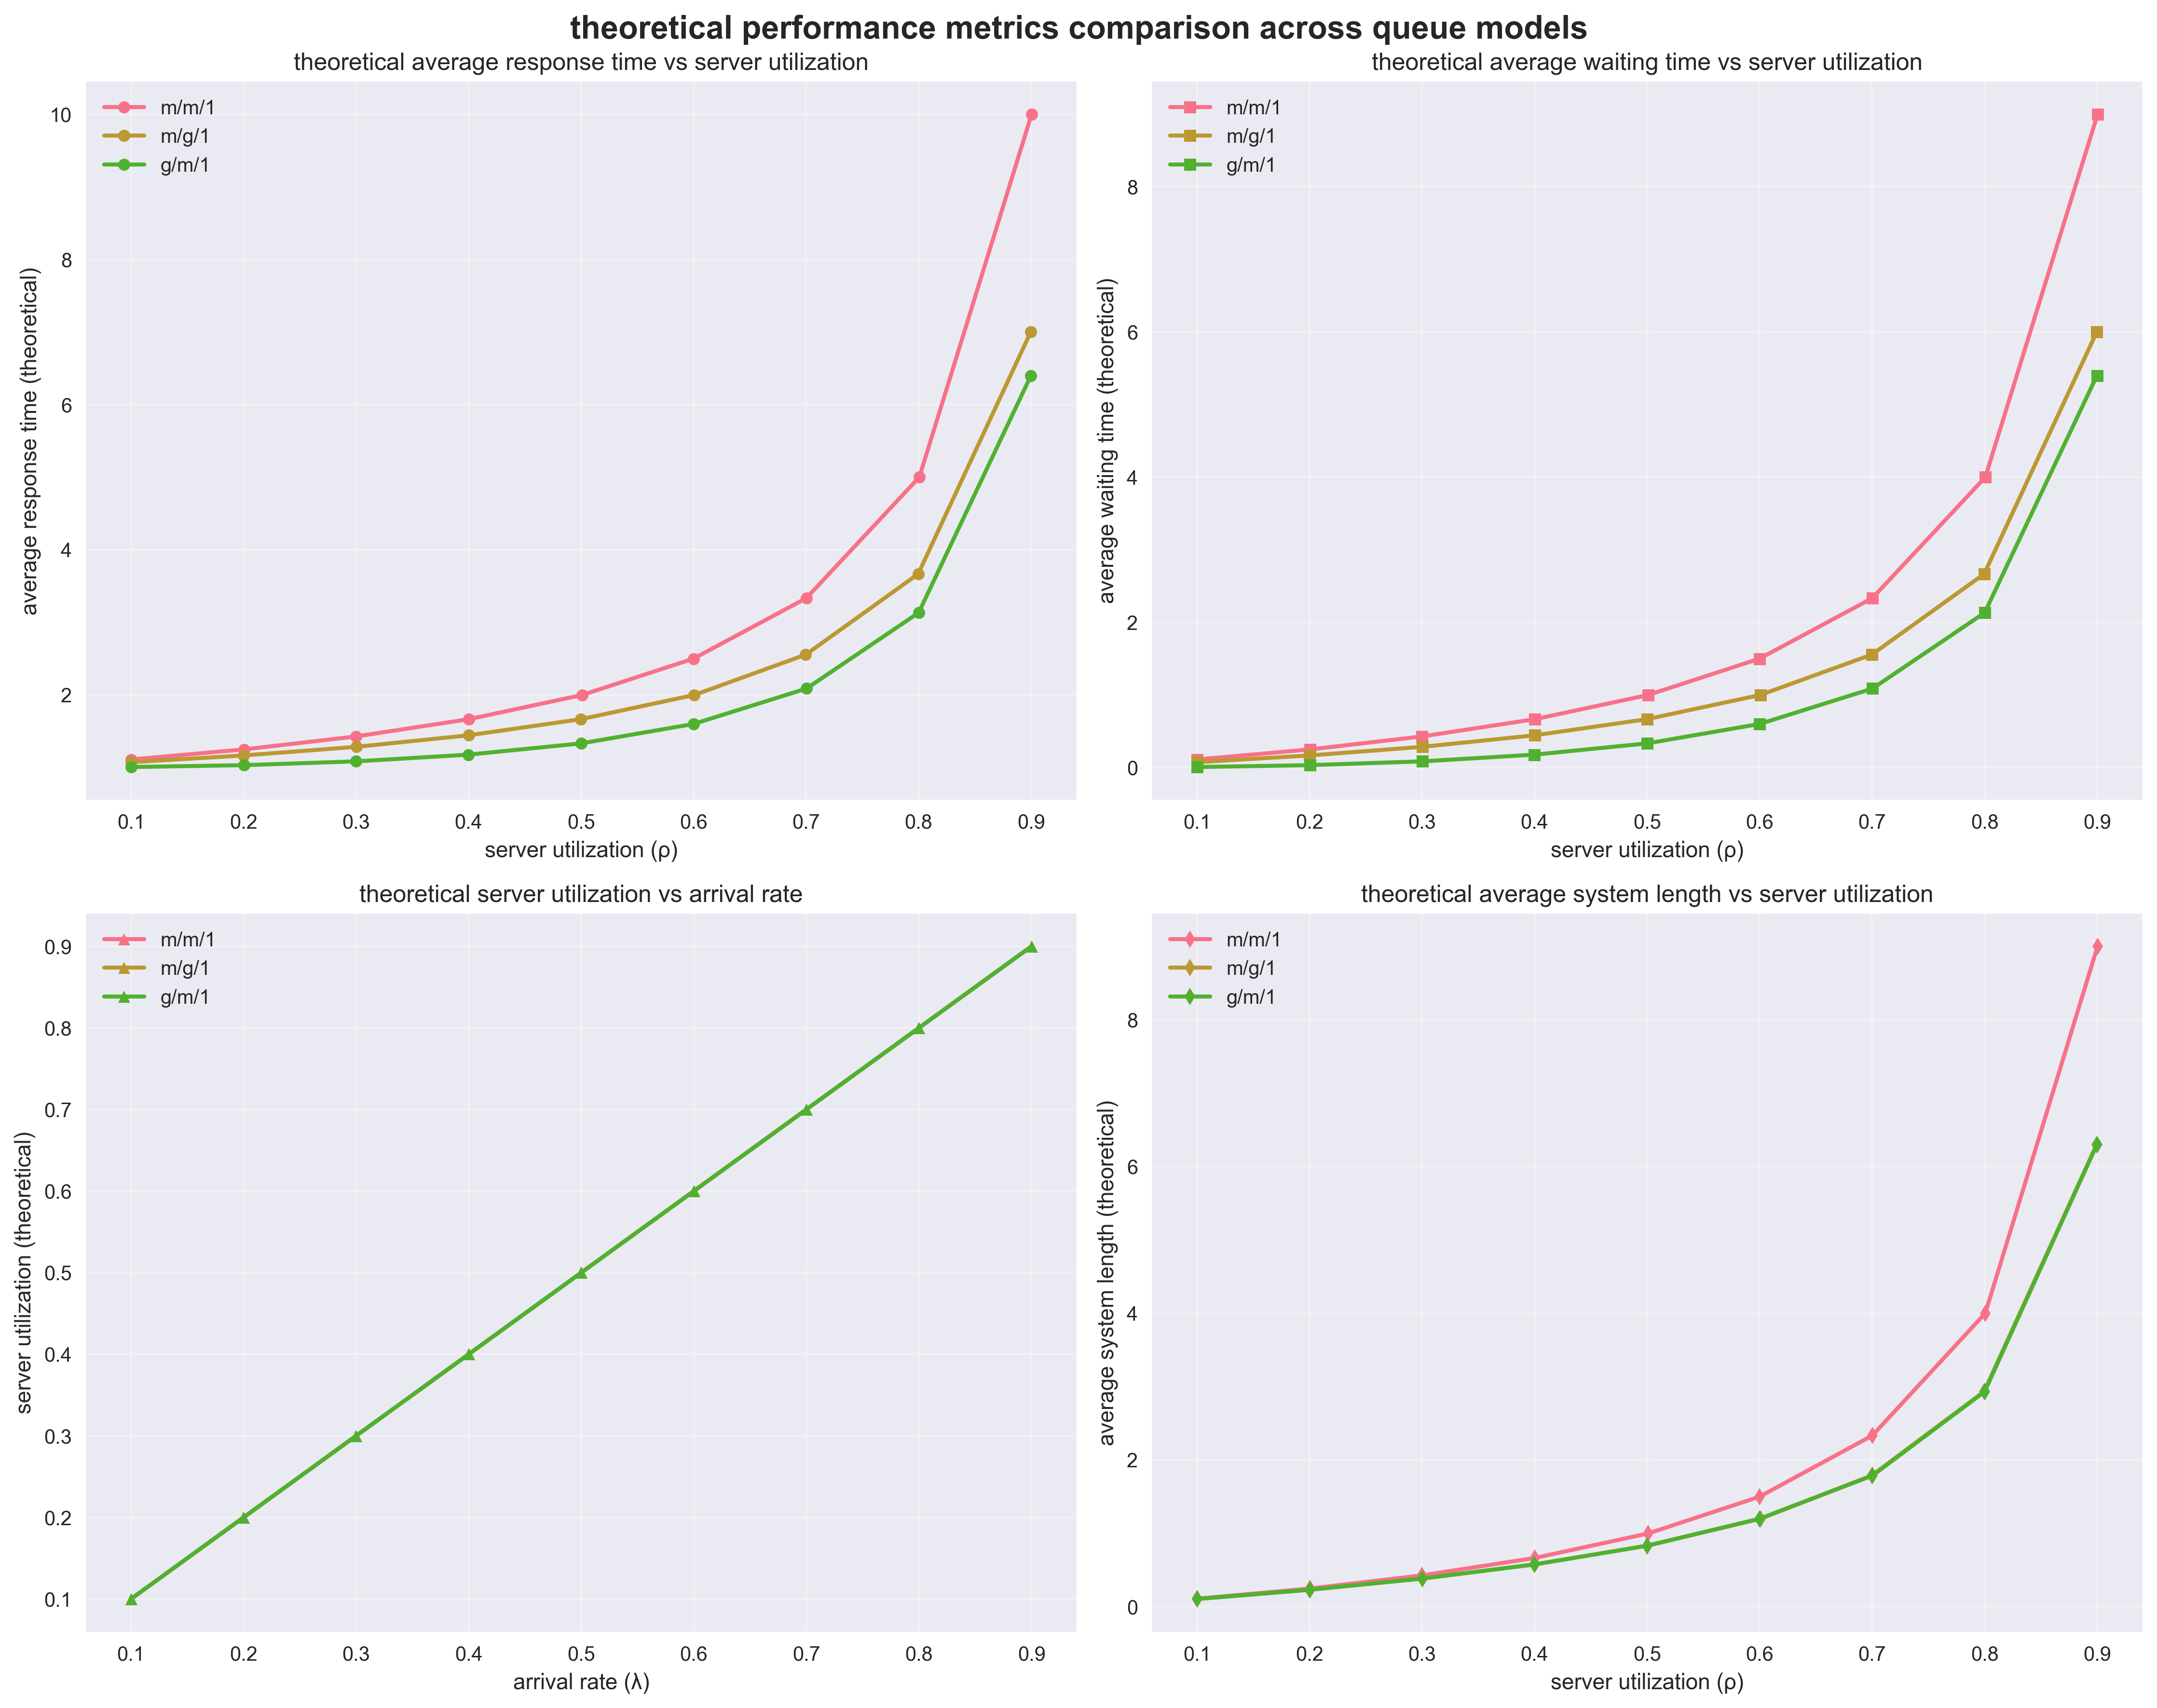 theoretical performance metrics comparison across queue models
theoretical average response time vs server utilization
m/m/1
m/g/1
g/m/1
average response time (theoretical)
10
8
6
4
2
0.1 0.2 0.3 0.4 0.5 0.6 0.7 0.8 0.9
server utilization (ρ)
theoretical average waiting time vs server utilization
m/m/1
m/g/1
g/m/1
average waiting time (theoretical)
8
6
4
2
0
0.1 0.2 0.3 0.4 0.5 0.6 0.7 0.8 0.9
server utilization (ρ)
theoretical server utilization vs arrival rate
m/m/1
m/g/1
g/m/1
server utilization (theoretical)
0.9
0.8
0.7
0.6
0.5
0.4
0.3
0.2
0.1
0.1 0.2 0.3 0.4 0.5 0.6 0.7 0.8 0.9
arrival rate (λ)
theoretical average system length vs server utilization
m/m/1
m/g/1
g/m/1
average system length (theoretical)
8
6
4
2
0
0.1 0.2 0.3 0.4 0.5 0.6 0.7 0.8 0.9
server utilization (ρ)